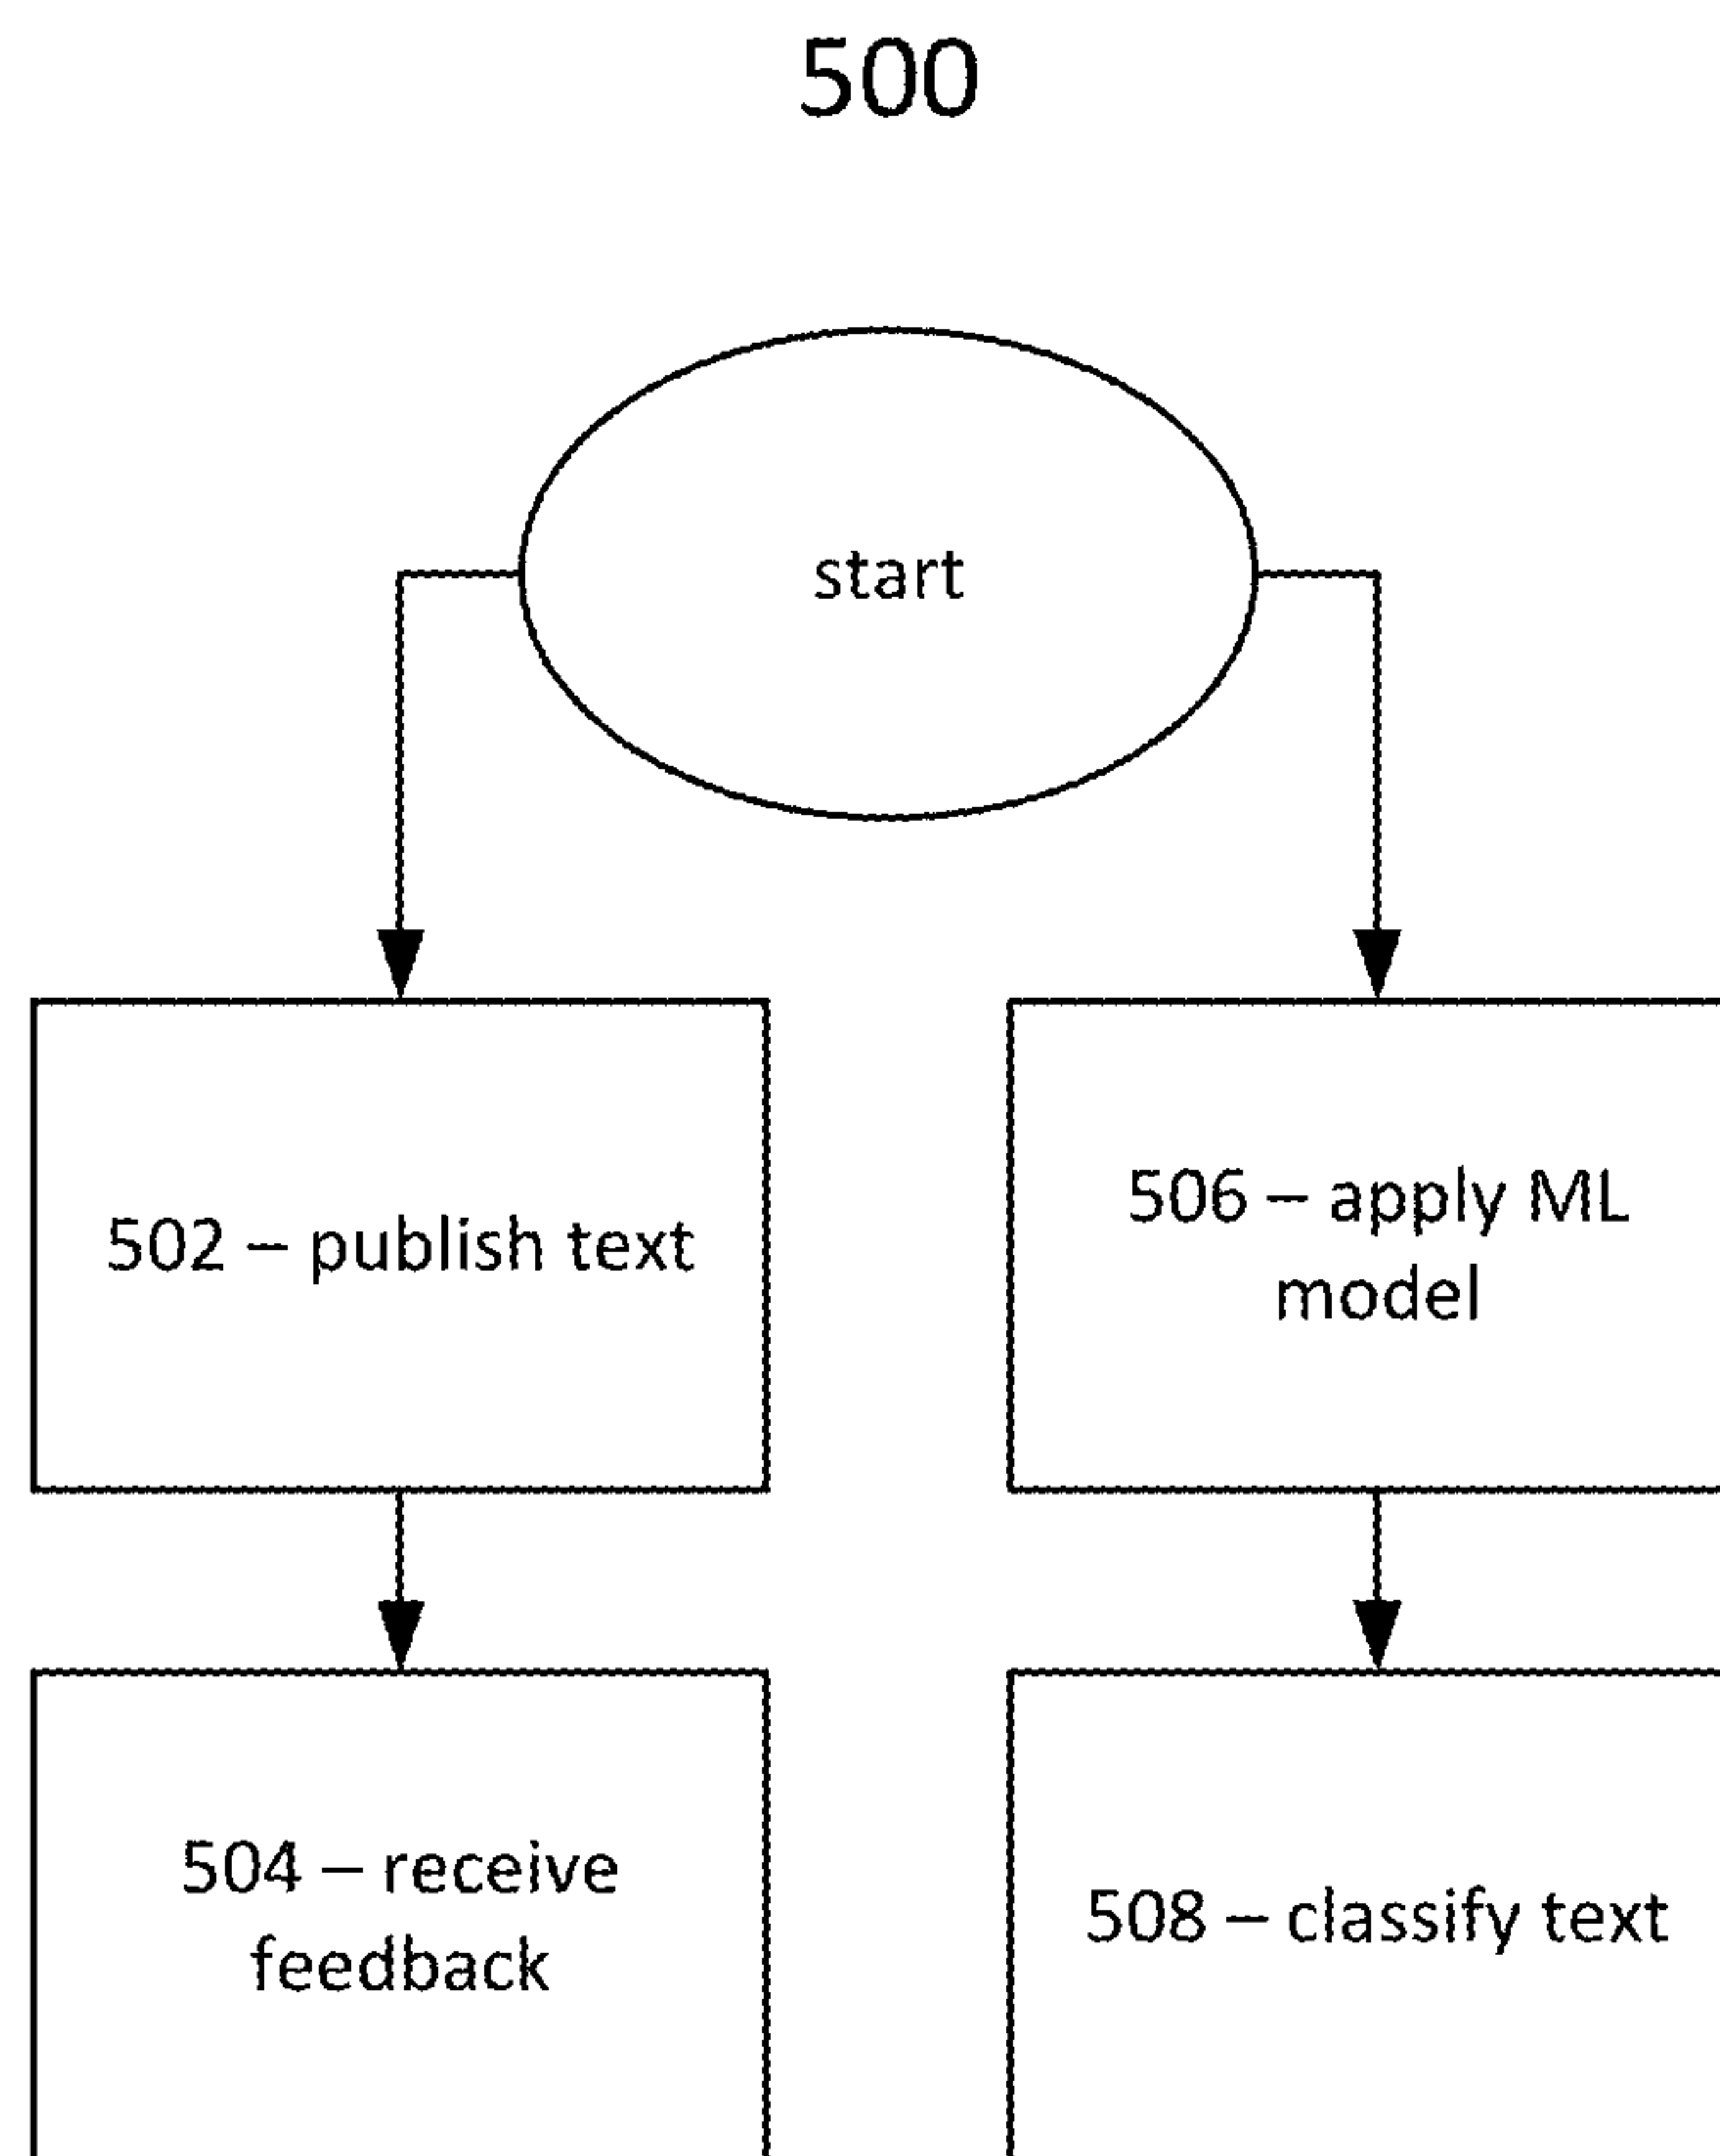 500
start
502 – publish text
506 – apply ML
model
504 – receive
feedback
508 – classify text